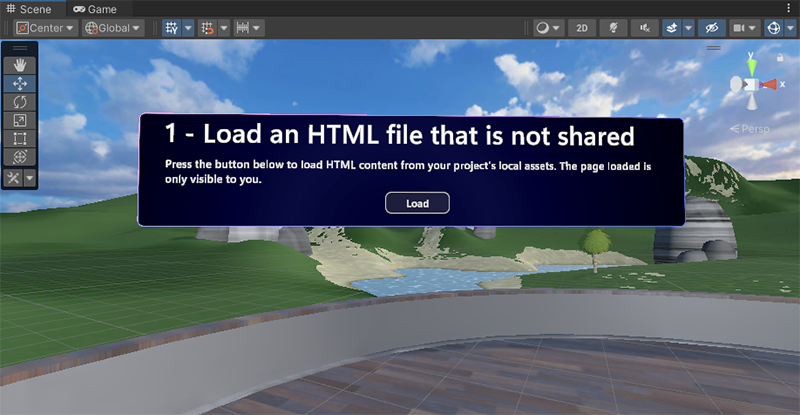 Scene Game
Center Global 2D
y
x
Persp
1 - Load an HTML file that is not shared
Press the button below to load HTML content from your project's local assets. The page loaded is
only visible to you.
Load